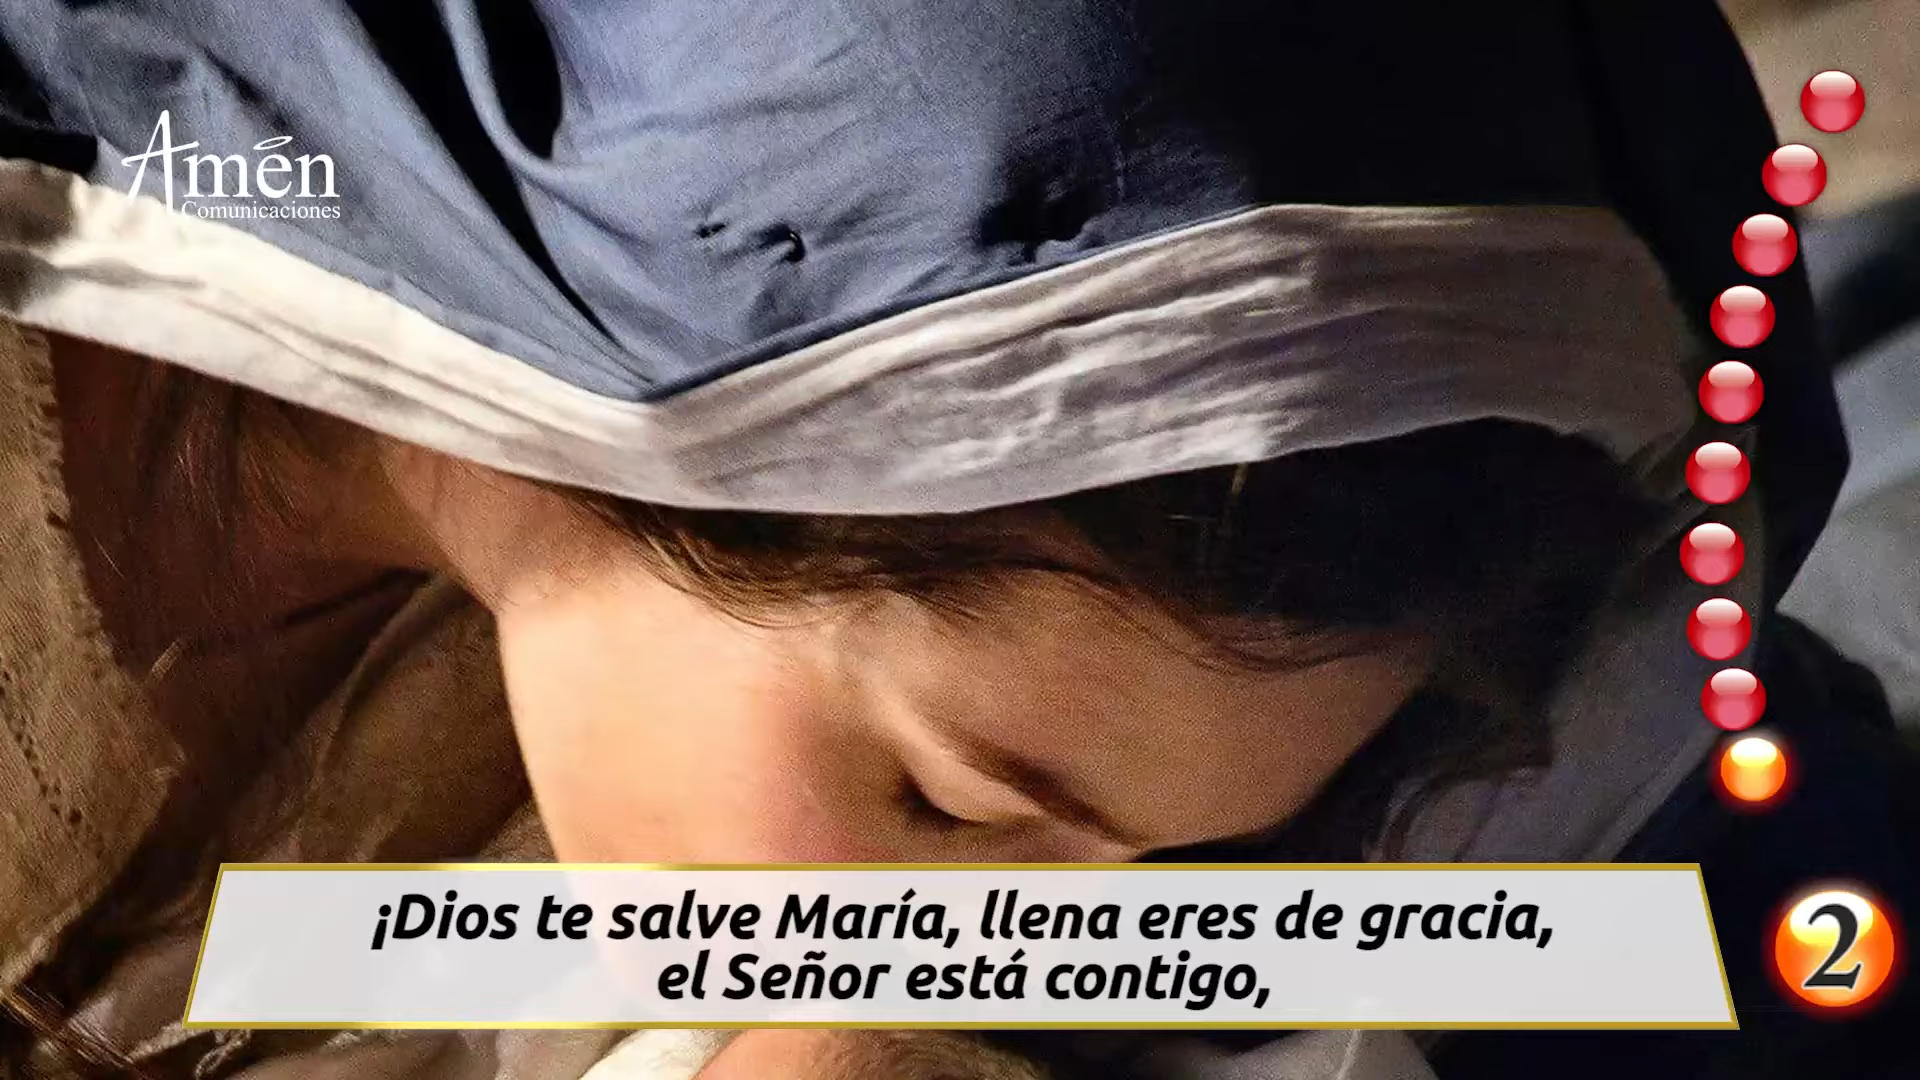 Amén
Comunicaciones
¡Dios te salve María, llena eres de gracia,
el Señor está contigo,
2